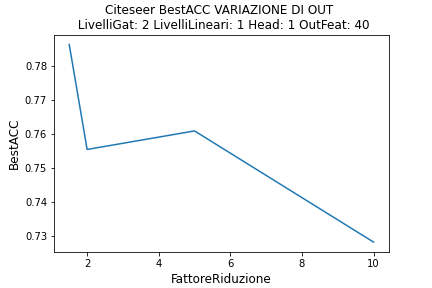 Citeseer BestACC VARIAZIONE DI OUT
LivelliGat: 2 LivelliLineari: 1 Head: 1 OutFeat: 40
BestACC
0.78
0.77
0.76
0.75
0.74
0.73
2 4 6 8 10
FattoreRiduzione